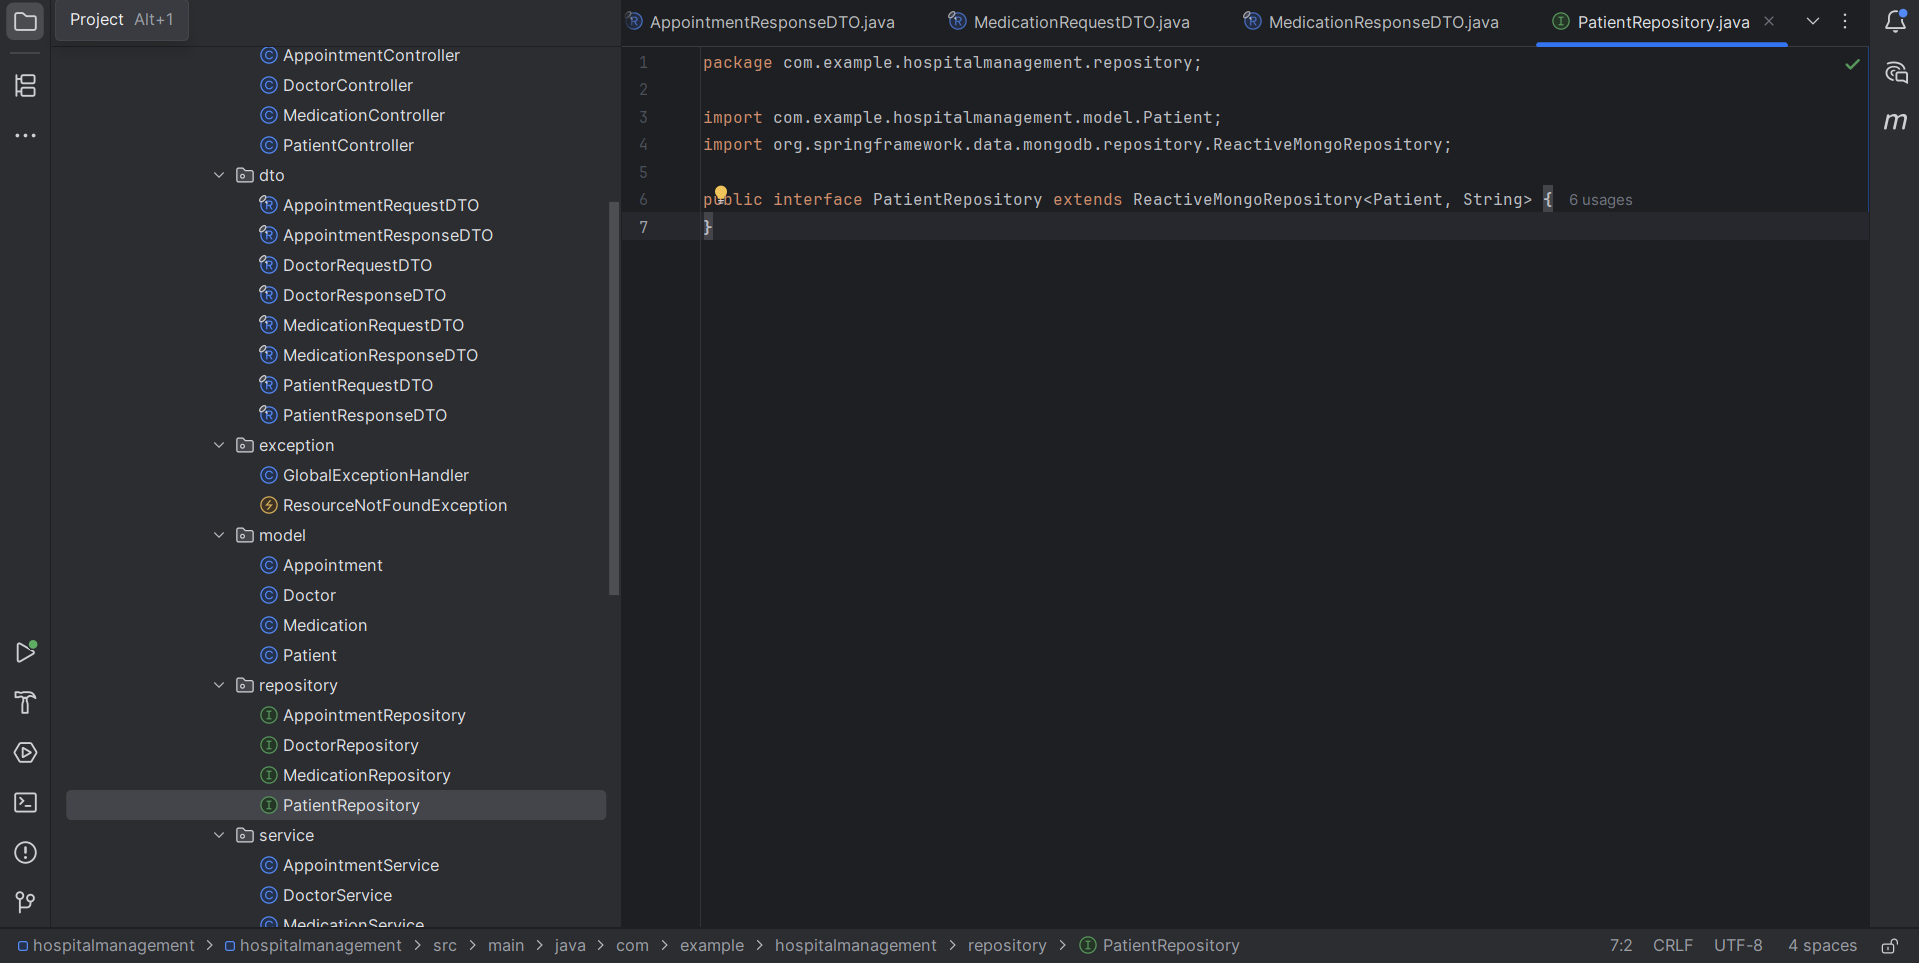 Project Alt+1
AppointmentController
DoctorController
MedicationController
PatientController
dto
AppointmentRequestDTO
AppointmentResponseDTO
DoctorRequestDTO
DoctorResponseDTO
MedicationRequestDTO
MedicationResponseDTO
PatientRequestDTO
PatientResponseDTO
exception
GlobalExceptionHandler
ResourceNotFoundException
model
Appointment
Doctor
Medication
Patient
repository
AppointmentRepository
DoctorRepository
MedicationRepository
PatientRepository
service
AppointmentService
DoctorService
MedicationService
AppointmentResponseDTO.java MedicationRequestDTO.java MedicationResponseDTO.java PatientRepository.java
1 package com.example.hospitalmanagement.repository;
2
3 import com.example.hospitalmanagement.model.Patient;
4 import org.springframework.data.mongodb.repository.ReactiveMongoRepository;
5
6 public interface PatientRepository extends ReactiveMongoRepository<Patient, String> { 6 usages
7 }
m
hospitalmanagement > hospitalmanagement > src > main > java > com > example > hospitalmanagement > repository > PatientRepository 7:2 CRLF UTF-8 4 spaces